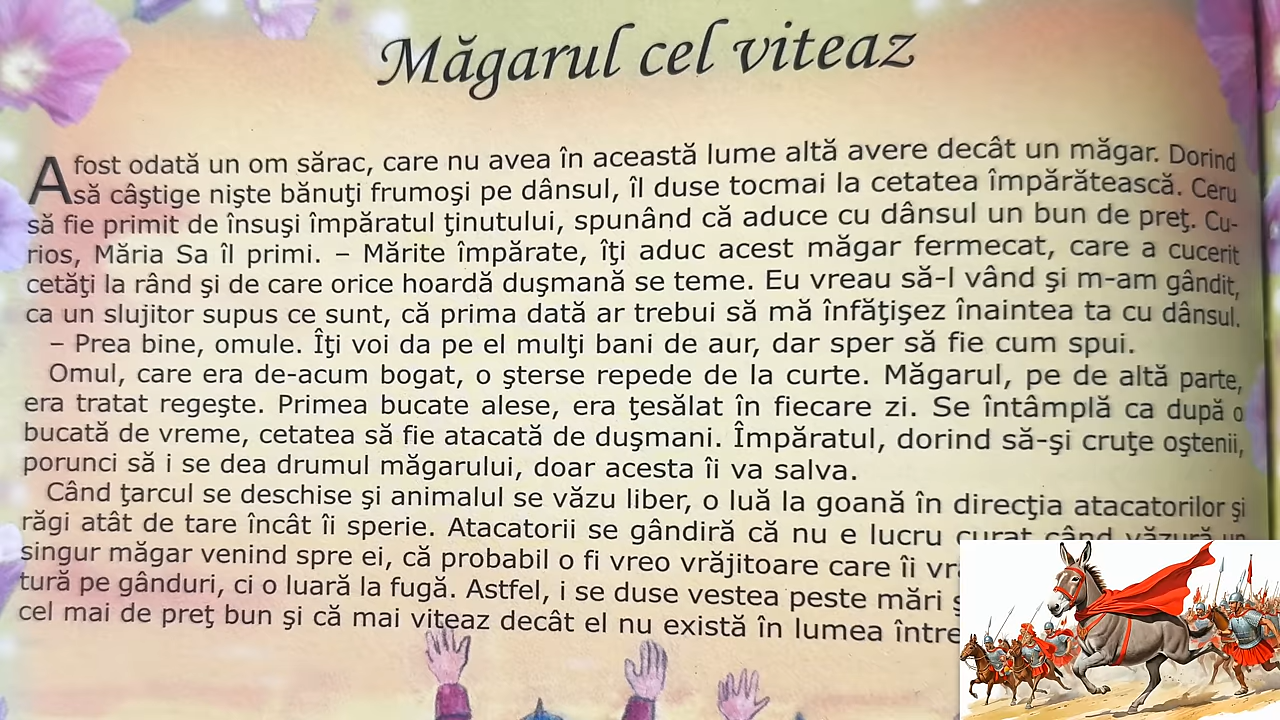 Măgarul cel viteaz
A fost odată un om sărac, care nu avea în această lume altă avere decât un măgar. Dorind
să câştige nişte bănuţi frumoşi pe dânsul, îl duse tocmai la cetatea împărătească. Ceru
să fie primit de însuşi împăratul ţinutului, spunând că aduce cu dânsul un bun de preţ. Cu-
rios, Măria Sa îl primi. – Mărite împărate, îţi aduc acest măgar fermecat, care a cucerit
cetăţi la rând şi de care orice hoardă duşmană se teme. Eu vreau să-l vând şi m-am gândit,
ca un slujitor supus ce sunt, că prima dată ar trebui să mă înfăţişez înaintea ta cu dânsul.
– Prea bine, omule. Îţi voi da pe el mulţi bani de aur, dar sper să fie cum spui.
Omul, care era de-acum bogat, o şterse repede de la curte. Măgarul, pe de altă parte,
era tratat regeşte. Primea bucate alese, era ţesălat în fiecare zi. Se întâmplă ca după o
bucată de vreme, cetatea să fie atacată de duşmani. Împăratul, dorind să-şi cruţe oştenii,
porunci să i se dea drumul măgarului, doar acesta îi va salva.
Când ţarcul se deschise şi animalul se văzu liber, o luă la goană în direcţia atacatorilor şi
răgi atât de tare încât îi sperie. Atacatorii se gândiră că nu e lucru curat când văzură un
singur măgar venind spre ei, că probabil o fi vreo vrăjitoare care îi
tură pe gânduri, ci o luară la fugă. Astfel, i se duse vestea peste mări
cel mai de preţ bun şi că mai viteaz decât el nu există în lumea